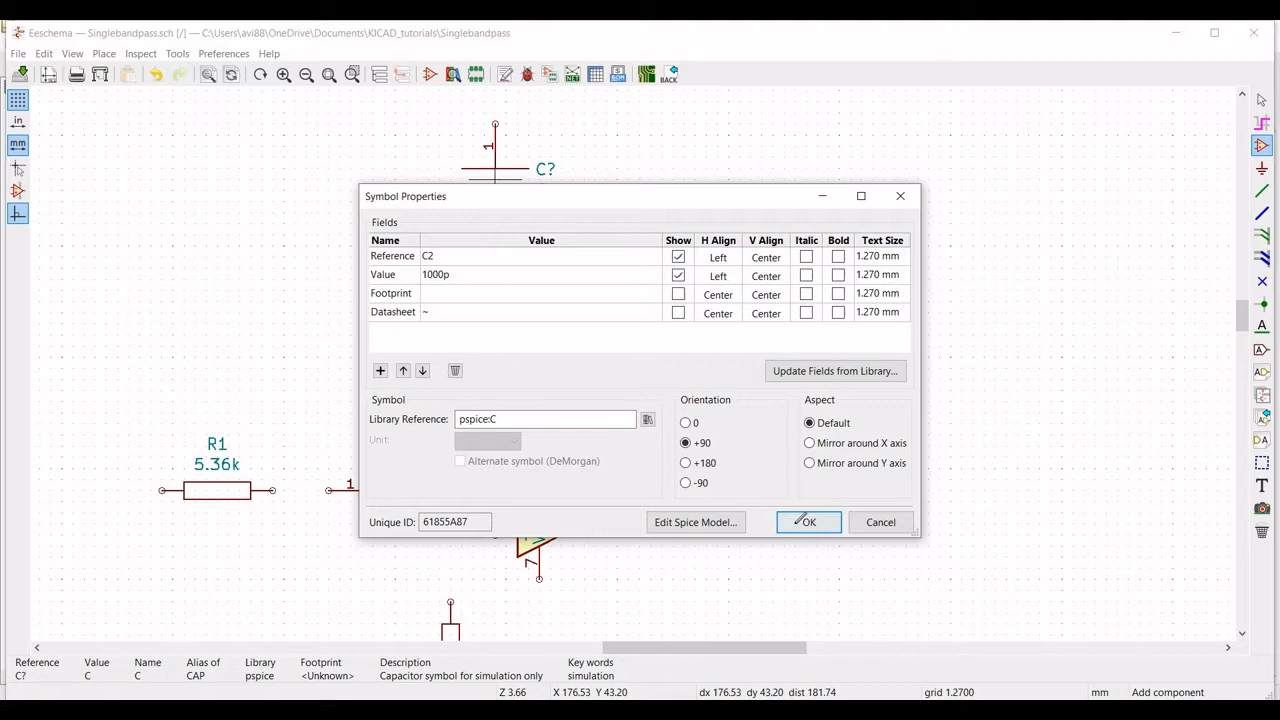 Eeschema — Singlebandpass.sch [/] — C:\Users\avi88\OneDrive\Documents\KICAD_tutorials\Singlebandpass
File Edit View Place Inspect Tools Preferences Help
BOM
BACK
in
mm
1
C?
Symbol Properties
Fields
Name Value Show H Align V Align Italic Bold Text Size
Reference C2 Left Center 1.270 mm
Value 1000p Left Center 1.270 mm
Footprint Center Center 1.270 mm
Datasheet ~ Center Center 1.270 mm
Update Fields from Library...
Symbol
Library Reference: pspice:C
Unit:
Alternate symbol (DeMorgan)
Orientation
0
+90
+180
-90
Aspect
Default
Mirror around X axis
Mirror around Y axis
Unique ID: 61855A87
Edit Spice Model... OK Cancel
R1
5.36k
1
7
Reference Value Name Alias of Library Footprint Description Key words
C? C C CAP pspice <Unknown> Capacitor symbol for simulation only simulation
Z 3.66 X 176.53 Y 43.20 dx 176.53 dy 43.20 dist 181.74 grid 1.2700 mm Add component